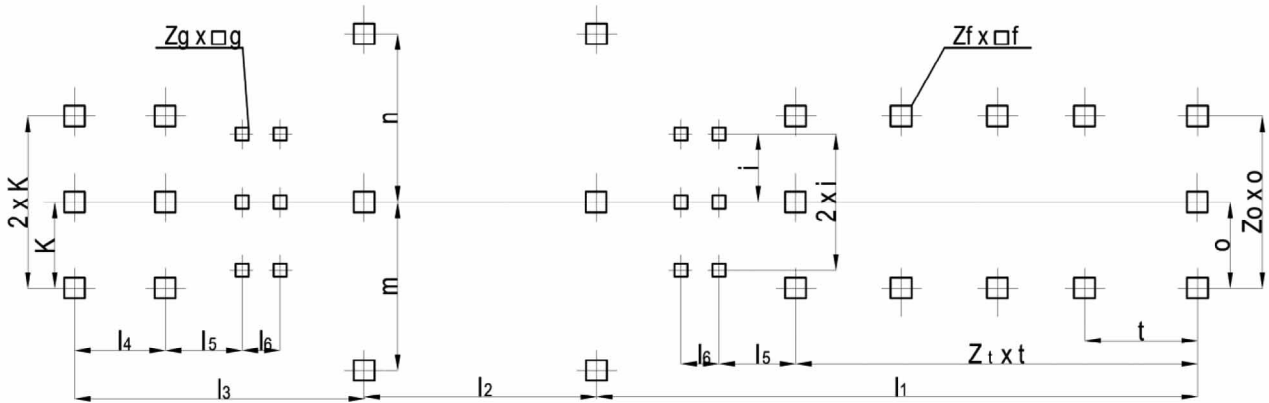 Zg x □ g
Zf x □ f
n
i
2 x K
2 x i
Zo x o
K
o
m
t
l4
l5
l6
l6
l5
Zt x t
l3
l2
l1